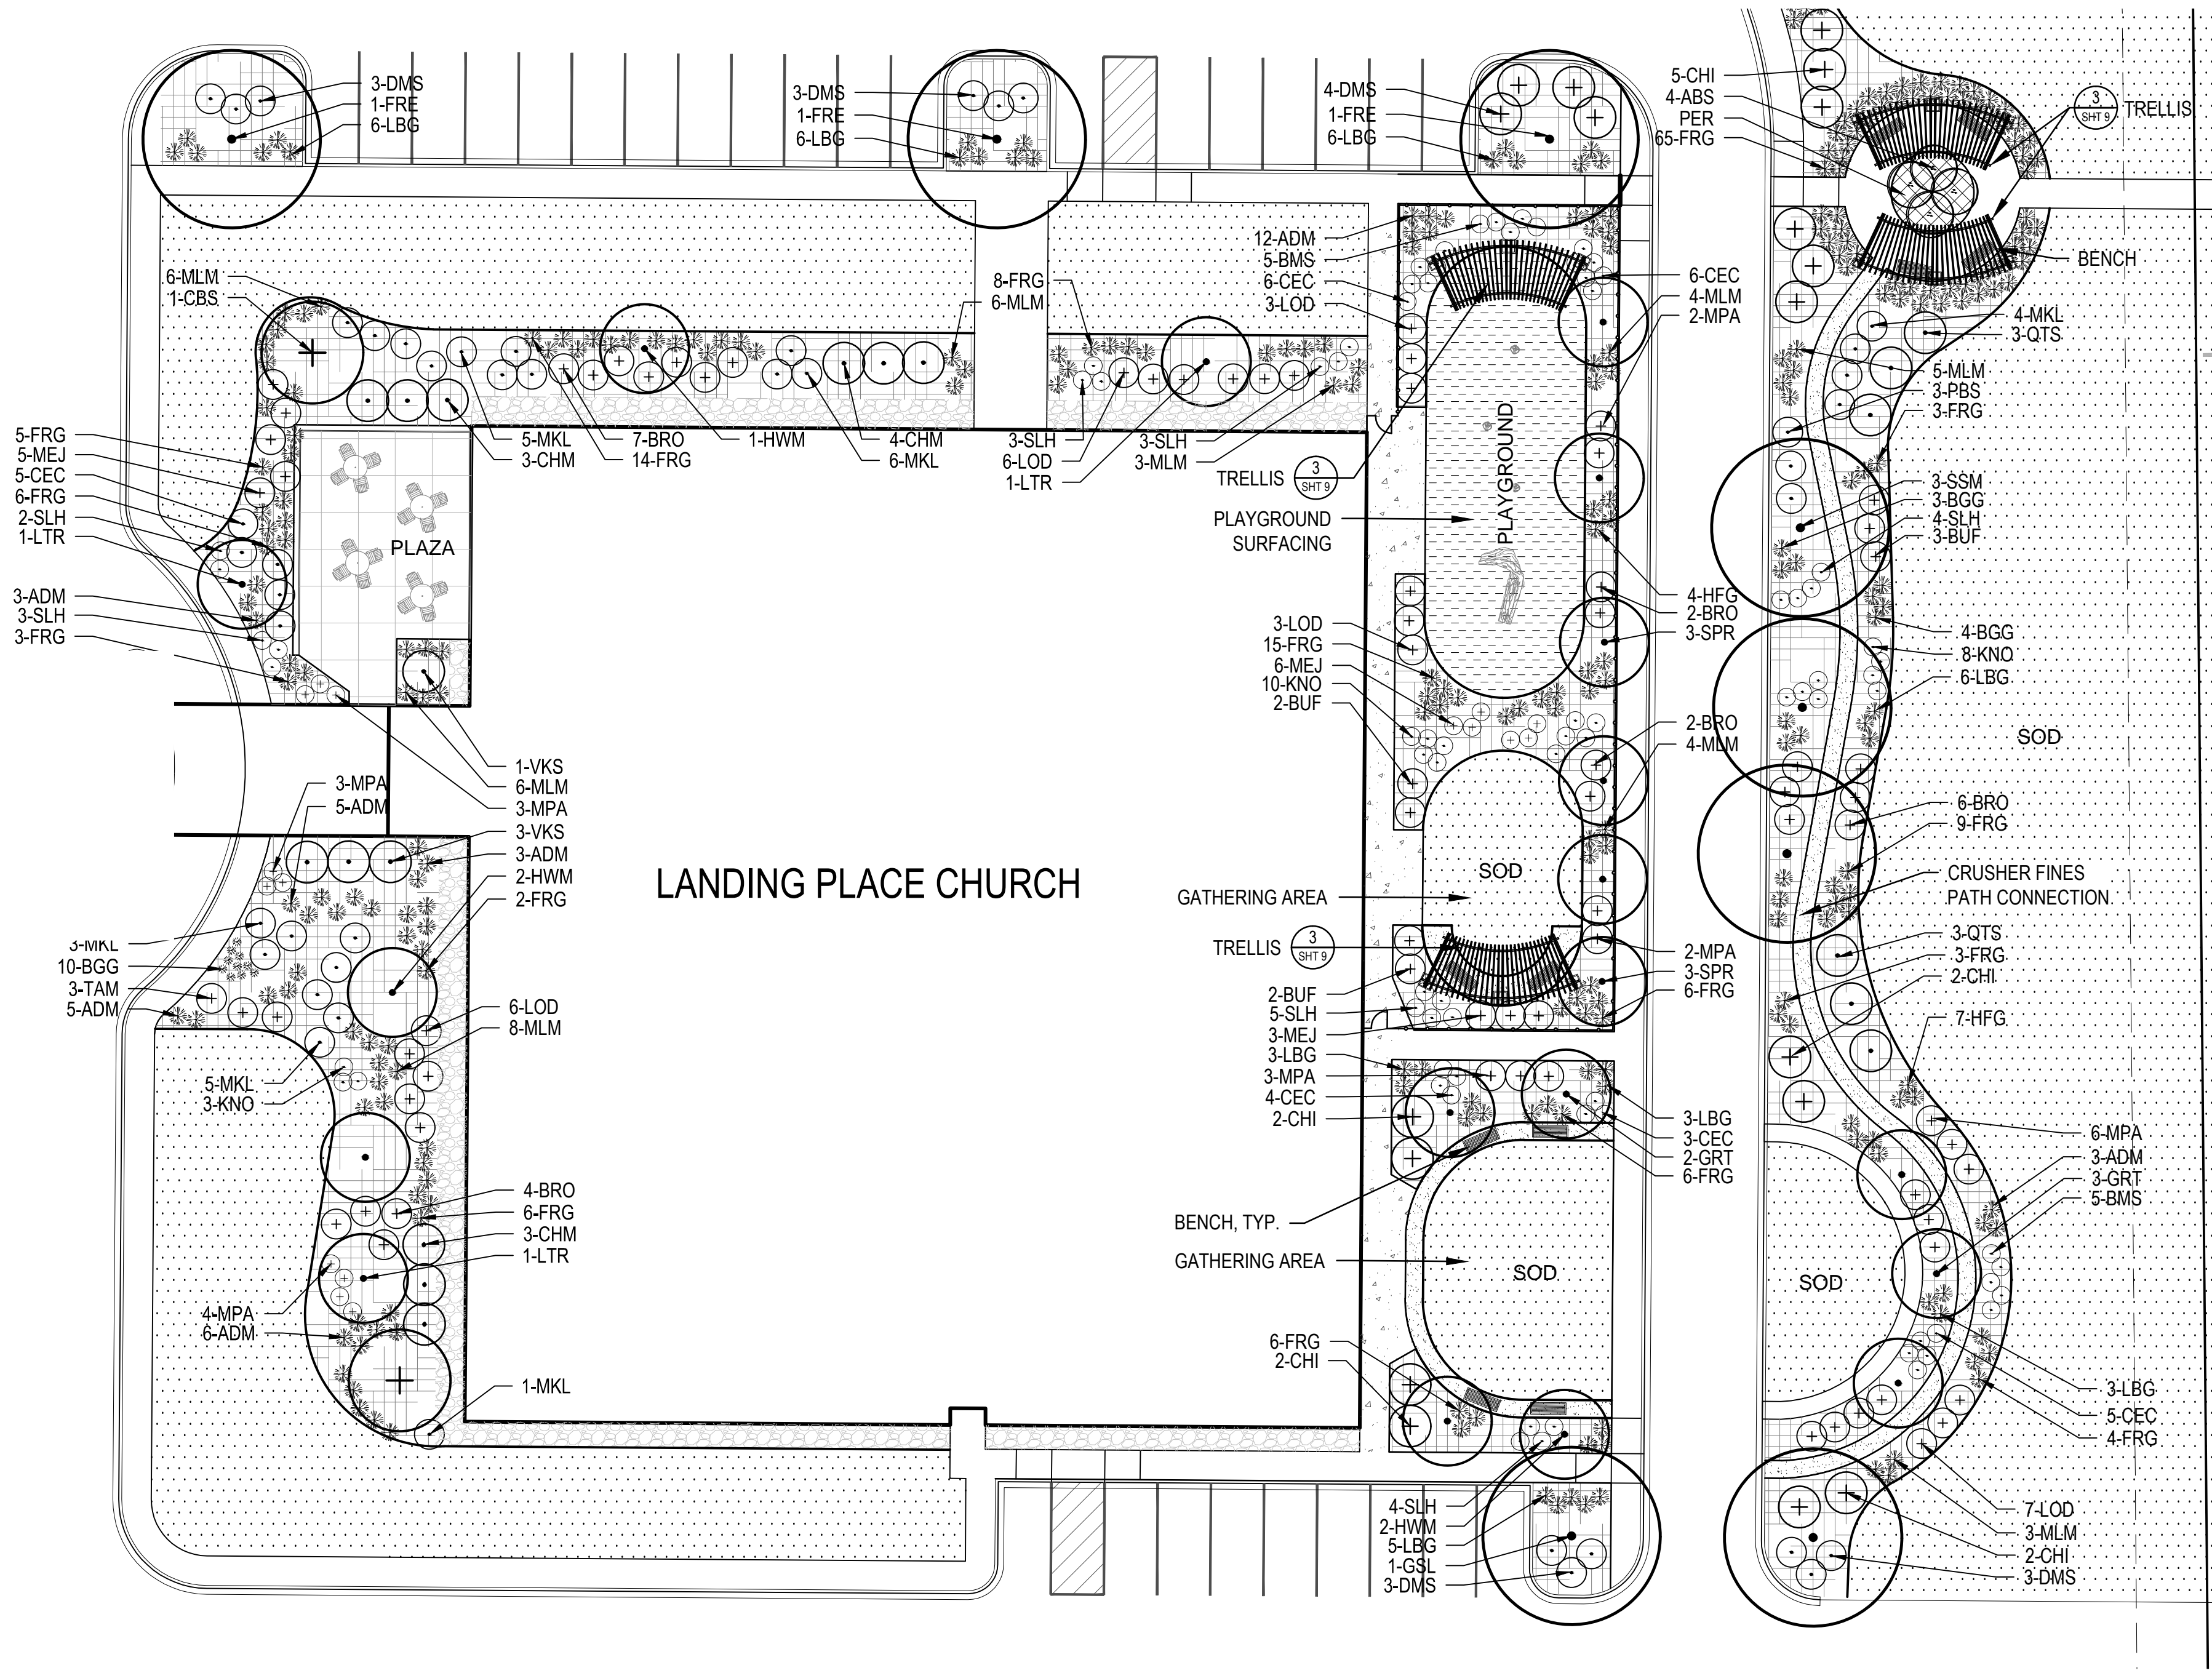 3-DMS
1-FRE
6-LBG
3-DMS
1-FRE
6-LBG
4-DMS
1-FRE
6-LBG
5-CHI
4-ABS
PER
65-FRG
3
SHT 9
TRELLIS
BENCH
6-MLM
1-CBS
8-FRG
6-MLM
12-ADM
5-BMS
6-CEC
3-LOD
6-CEC
4-MLM
2-MPA
4-MKL
3-QTS
5-MLM
3-PBS
3-FRG
5-FRG
5-MEJ
5-CEC
6-FRG
2-SLH
1-LTR
3-ADM
3-SLH
3-FRG
5-MKL
3-CHM
7-BRO
14-FRG
1-HWM
4-CHM
6-MKL
3-SLH
6-LOD
1-LTR
3-SLH
3-MLM
TRELLIS
3
SHT 9
PLAYGROUND
SURFACING
PLAYGROUND
PLAZA
3-SSM
3-BGG
4-SLH
3-BUF
4-HFG
2-BRO
3-SPR
3-LOD
15-FRG
6-MEJ
10-KNO
2-BUF
4-BGG
8-KNO
6-LBG
SOD
2-BRO
4-MLM
1-VKS
6-MLM
3-MPA
3-MPA
5-ADM
3-VKS
3-ADM
2-HWM
2-FRG
LANDING PLACE CHURCH
6-BRO
9-FRG
CRUSHER FINES
PATH CONNECTION
SOD
GATHERING AREA
TRELLIS
3
SHT 9
3-MKL
10-BGG
3-TAM
5-ADM
6-LOD
8-MLM
5-MKL
3-KNO
2-MPA
3-SPR
6-FRG
3-QTS
3-FRG
2-CHI
7-HFG
2-BUF
5-SLH
3-MEJ
3-LBG
3-MPA
4-CEC
2-CHI
3-LBG
3-CEC
2-GRT
6-FRG
6-MPA
3-ADM
3-GRT
5-BMS
4-BRO
6-FRG
3-CHM
1-LTR
4-MPA
6-ADM
1-MKL
BENCH, TYP.
GATHERING AREA
SOD
SOD
6-FRG
2-CHI
3-LBG
5-CEC
4-FRG
4-SLH
2-HWM
5-LBG
1-GSL
3-DMS
7-LOD
3-MLM
2-CHI
3-DMS